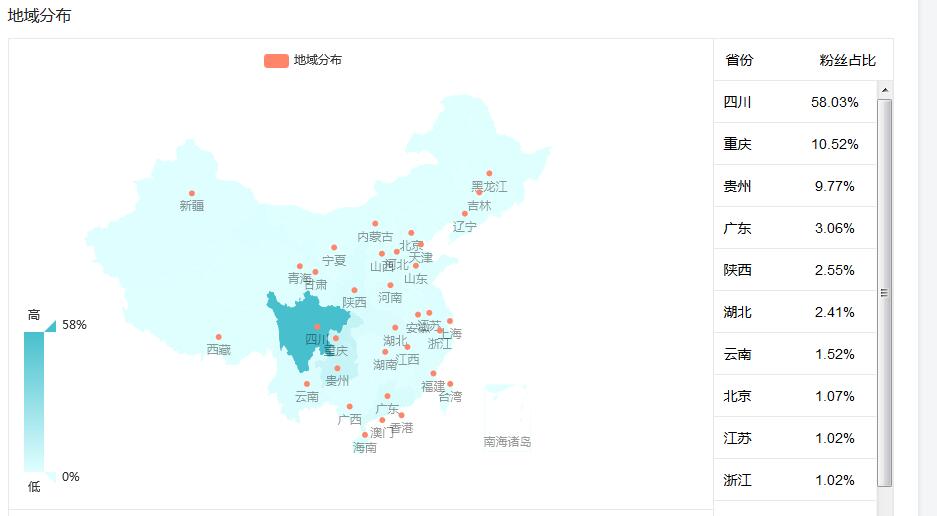 地域分布
地域分布
省份 粉丝占比
四川 58.03%
重庆 10.52%
贵州 9.77%
广东 3.06%
陕西 2.55%
湖北 2.41%
云南 1.52%
北京 1.07%
江苏 1.02%
浙江 1.02%
黑龙江
吉林
新疆
辽宁
内蒙古
北京
天津
宁夏
山西
河北
山东
青海
甘肃
陕西
河南
高
58%
安徽
江苏
上海
四川
湖北
浙江
西藏
重庆
湖南
江西
贵州
福建
云南
台湾
广东
广西
香港
澳门
海南
南海诸岛
0%
低